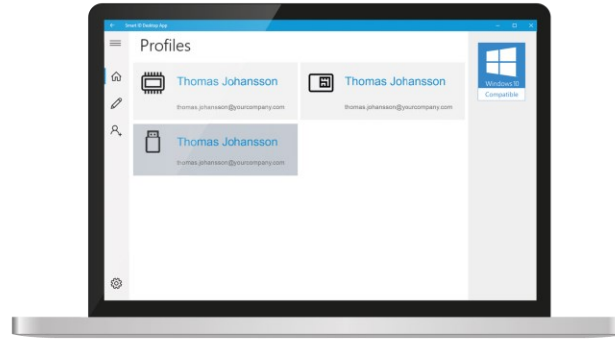 Smart ID Desktop App
Profiles
Thomas Johansson
thomas.johansson@yourcompany.com
Thomas Johansson
thomas.johansson@yourcompany.com
Thomas Johansson
thomas.johansson@yourcompany.com
Windows 10
Compatible